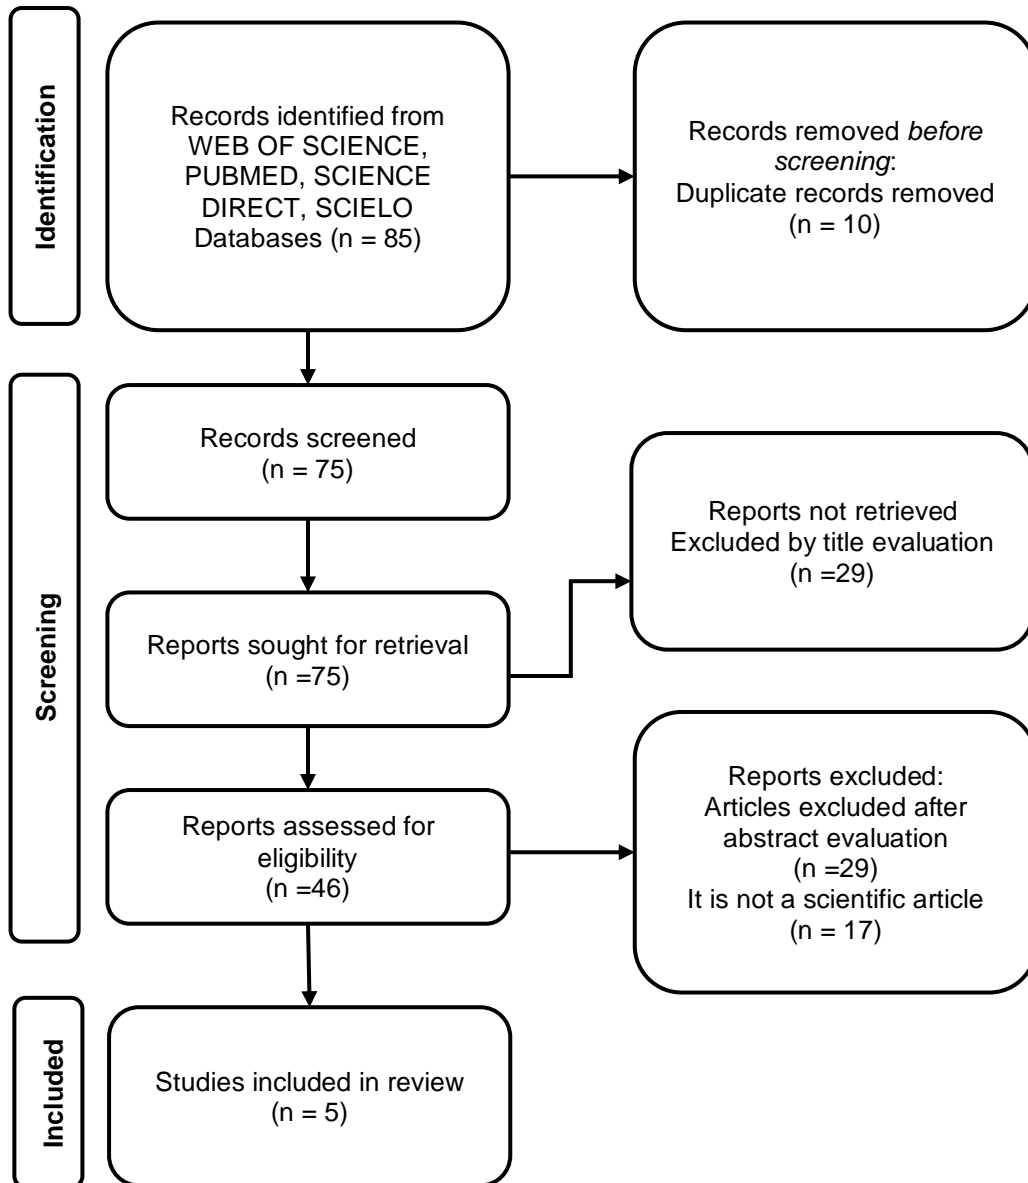 Identification
Records identified from
WEB OF SCIENCE,
PUBMED, SCIENCE
DIRECT, SCIELO
Databases (n = 85)
Records removed before
screening:
Duplicate records removed
(n = 10)
Screening
Records screened
(n = 75)
Reports sought for retrieval
(n =75)
Reports not retrieved
Excluded by title evaluation
(n =29)
Reports assessed for
eligibility
(n =46)
Reports excluded:
Articles excluded after
abstract evaluation
(n =29)
It is not a scientific article
(n = 17)
Included
Studies included in review
(n = 5)